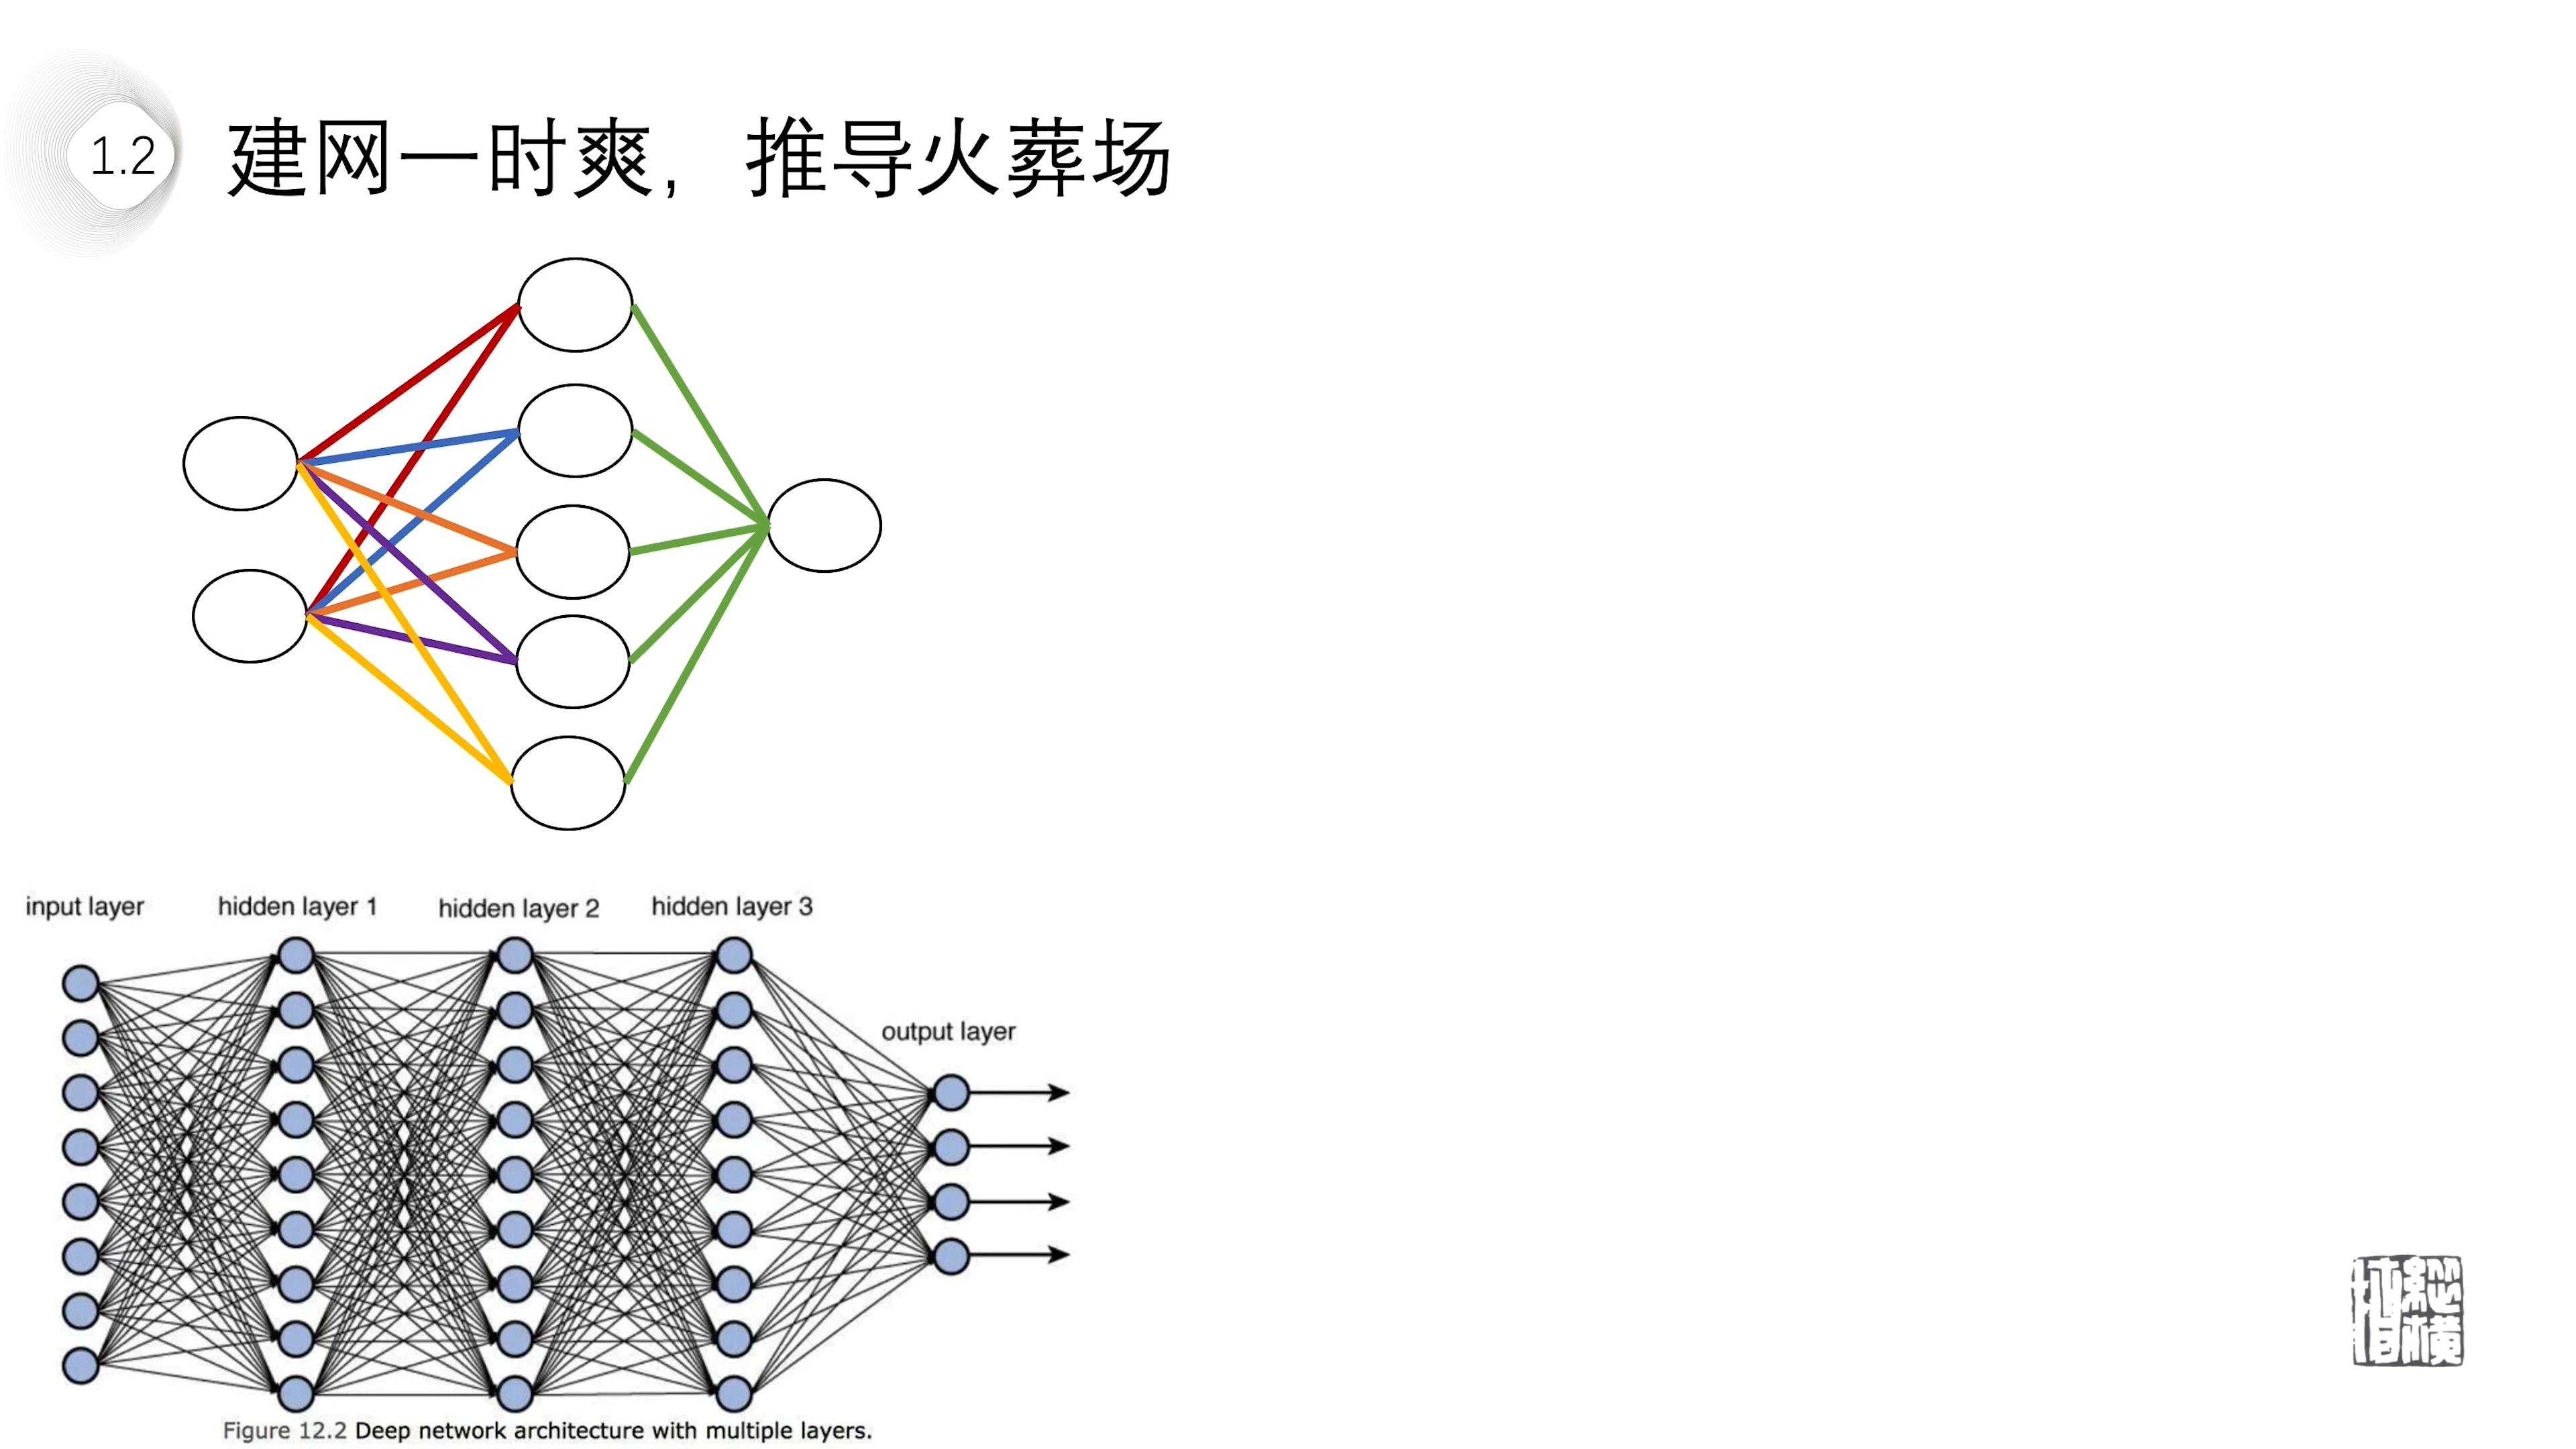 1.2
建网一时爽，推导火葬场
input layer
hidden layer 1
hidden layer 2
hidden layer 3
output layer
Figure 12.2 Deep network architecture with multiple layers.